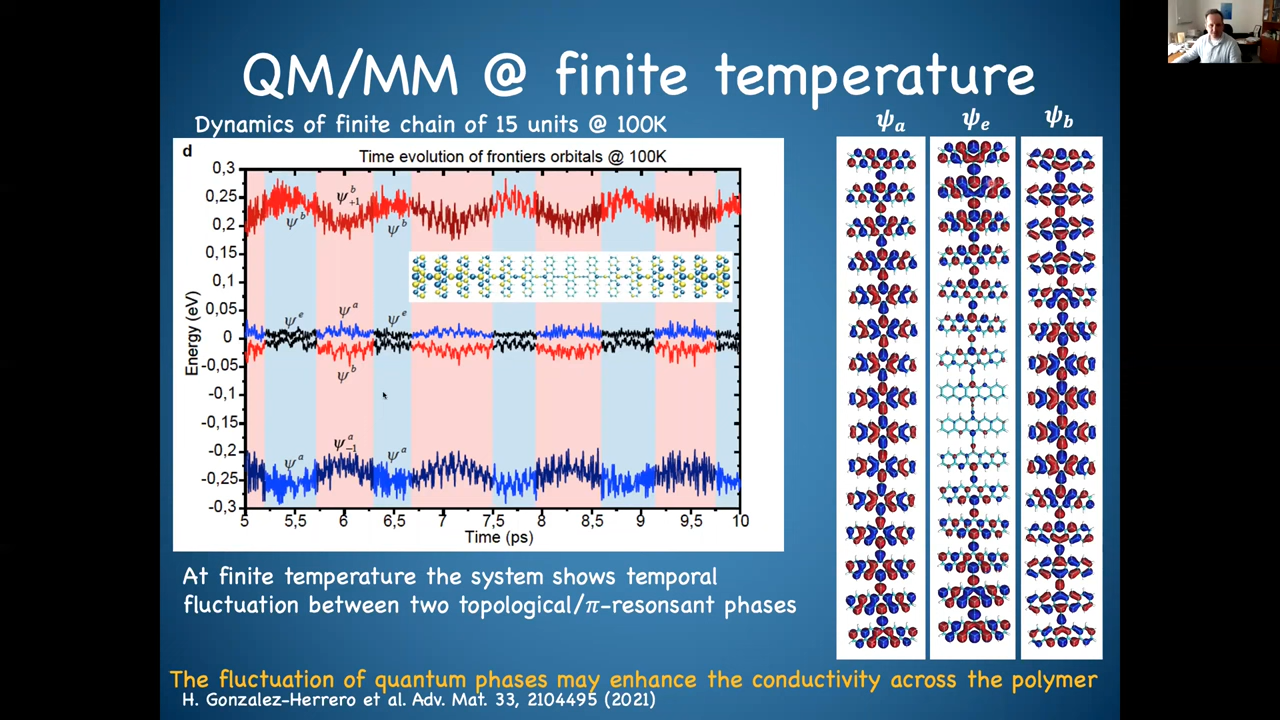 QM/MM @ finite temperature
Dynamics of finite chain of 15 units @ 100K
ψa ψe ψb
d
Time evolution of frontiers orbitals @ 100K
0,3
0,25
0,2
0,15
0,1
0,05
0
-0,05
-0,1
-0,15
-0,2
-0,25
-0,3
Energy (eV)
ψb
ψb+1
ψb
ψe
ψa
ψe
ψb
ψa
ψa-1
ψa
5 5,5 6 6,5 7 7,5 8 8,5 9 9,5 10
Time (ps)
At finite temperature the system shows temporal
fluctuation between two topological/π-resonsant phases
The fluctuation of quantum phases may enhance the conductivity across the polymer
H. Gonzalez-Herrero et al. Adv. Mat. 33, 2104495 (2021)